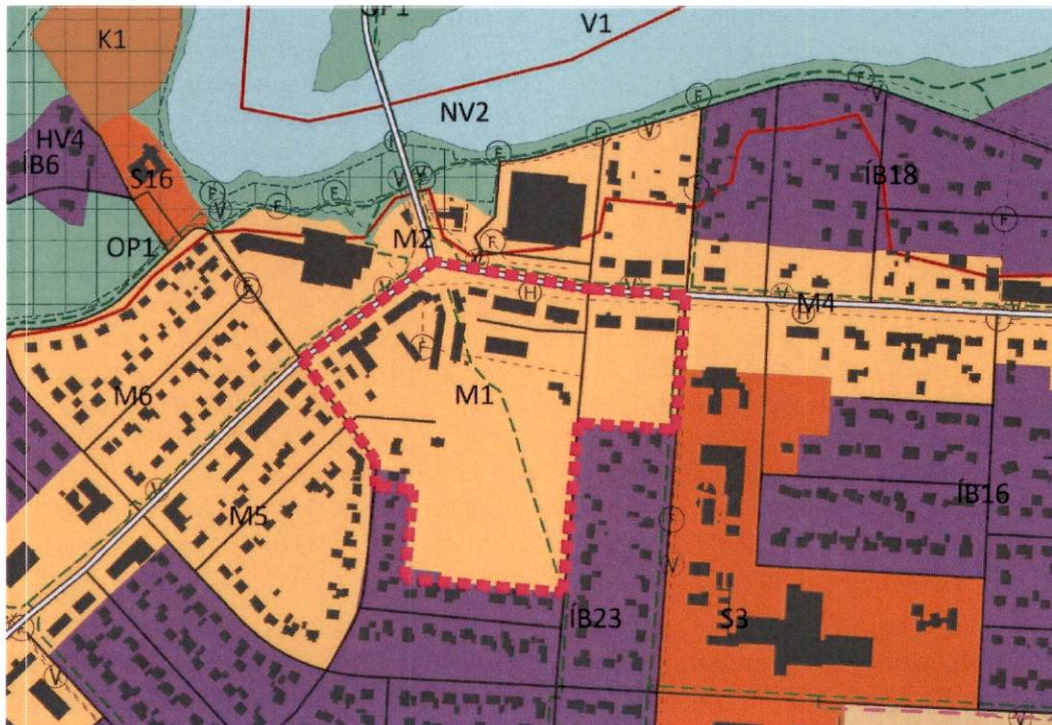 V1
K1
NV2
HV4
ÍB6
S16
ÍB18
OP1
M2
M4
M6
M1
M5
ÍB16
ÍB23
S3
F
F
F
F
V
V
V
H
H
F
V